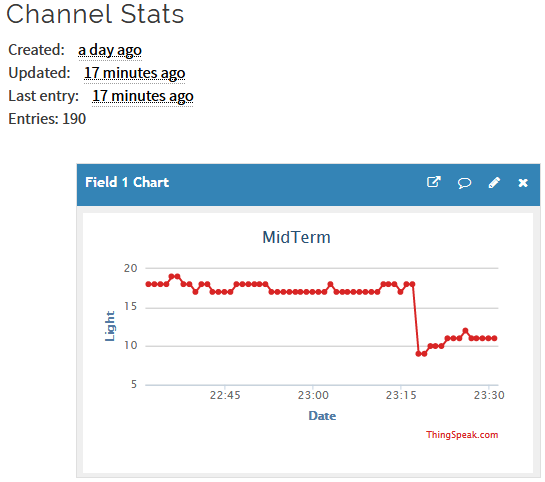 Channel Stats
Created: a day ago
Updated: 17 minutes ago
Last entry: 17 minutes ago
Entries: 190
Field 1 Chart
MidTerm
20
15
10
5
Light
22:45 23:00 23:15 23:30
Date
ThingSpeak.com